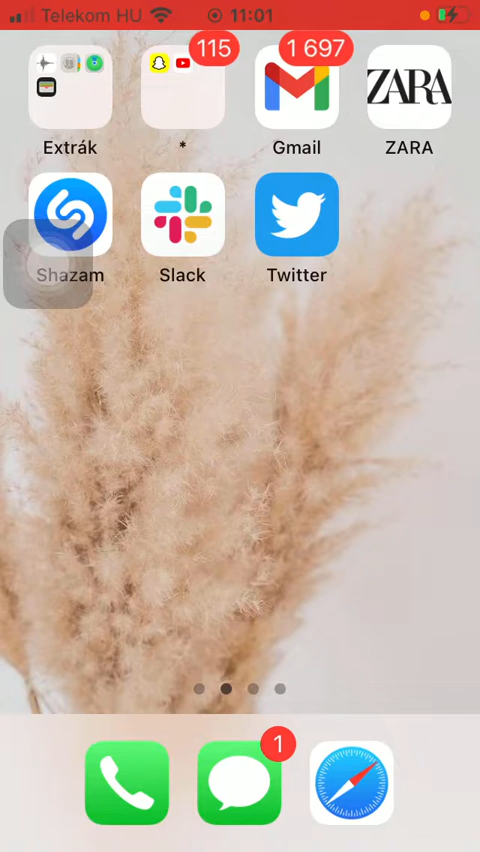 Telekom HU 11:01
115 1 697
ZARA
Extrák * Gmail ZARA
Shazam Slack Twitter
1